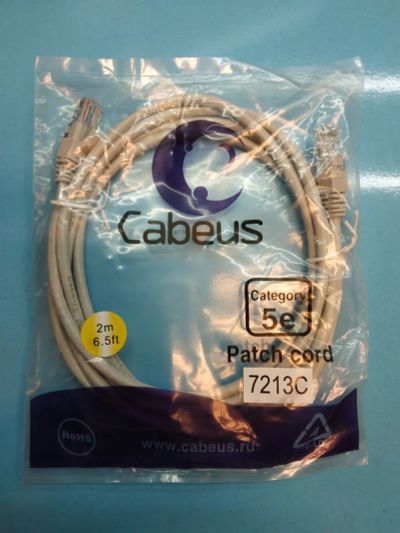 Cabeus
Category
5e
2m
6.5ft
Patch cord
7213C
RoHS
www.cabeus.ru